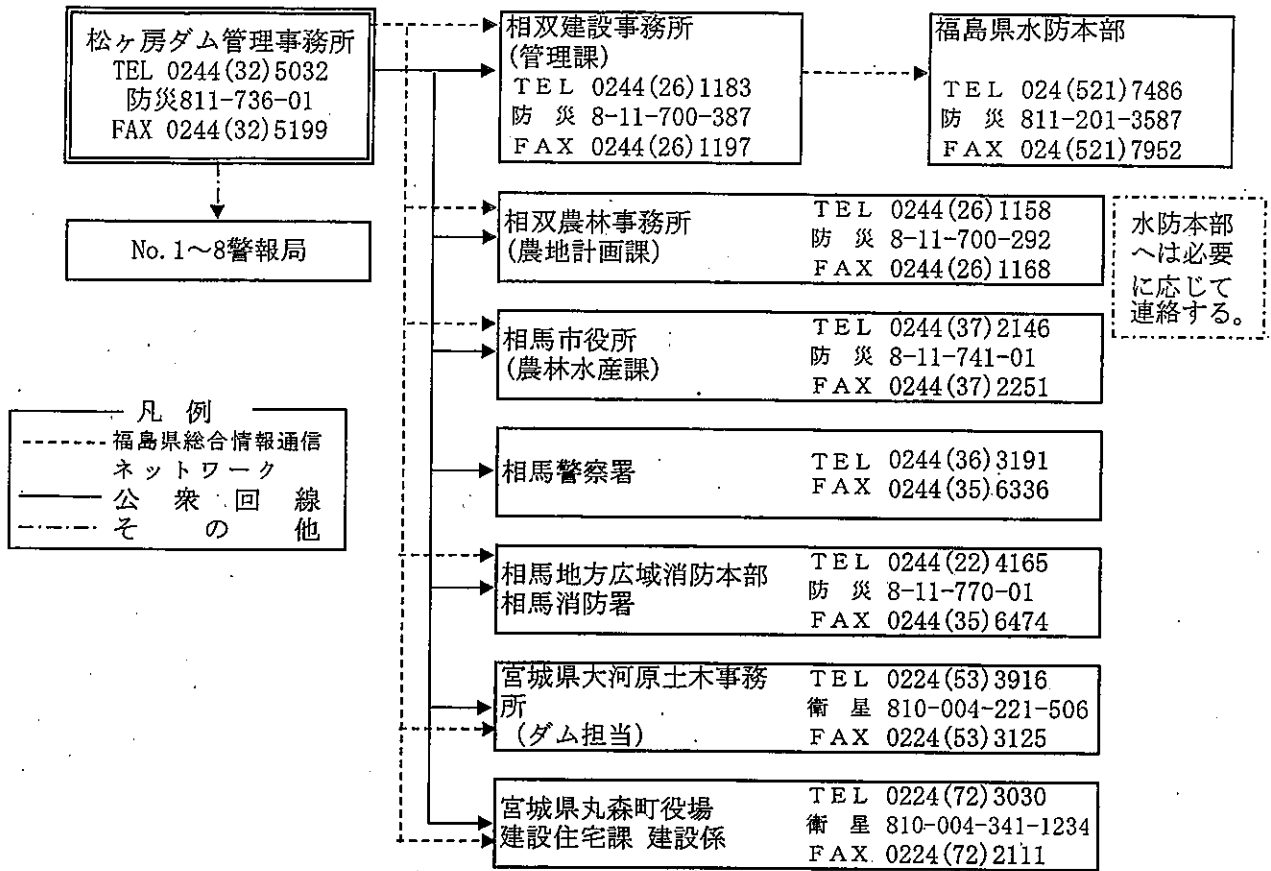 松ヶ房ダム管理事務所
TEL 0244(32)5032
防災811-736-01
FAX 0244(32)5199
No.1～8警報局
相双建設事務所
(管理課)
TEL 0244(26)1183
防 災 8-11-700-387
FAX 0244(26)1197
福島県水防本部
TEL 024(521)7486
防 災 811-201-3587
FAX 024(521)7952
相双農林事務所
(農地計画課)
TEL 0244(26)1158
防 災 8-11-700-292
FAX 0244(26)1168
水防本部
へは必要
に応じて
連絡する。
相馬市役所
(農林水産課)
TEL 0244(37)2146
防 災 8-11-741-01
FAX 0244(37)2251
凡 例
福島県総合情報通信
ネットワーク
公 衆 回 線
そ の 他
相馬警察署
TEL 0244(36)3191
FAX 0244(35)6336
相馬地方広域消防本部
相馬消防署
TEL 0244(22)4165
防 災 8-11-770-01
FAX 0244(35)6474
宮城県大河原土木事務
所
(ダム担当)
TEL 0224(53)3916
衛 星 810-004-221-506
FAX 0224(53)3125
宮城県丸森町役場
建設住宅課 建設係
TEL 0224(72)3030
衛 星 810-004-341-1234
FAX 0224(72)2111